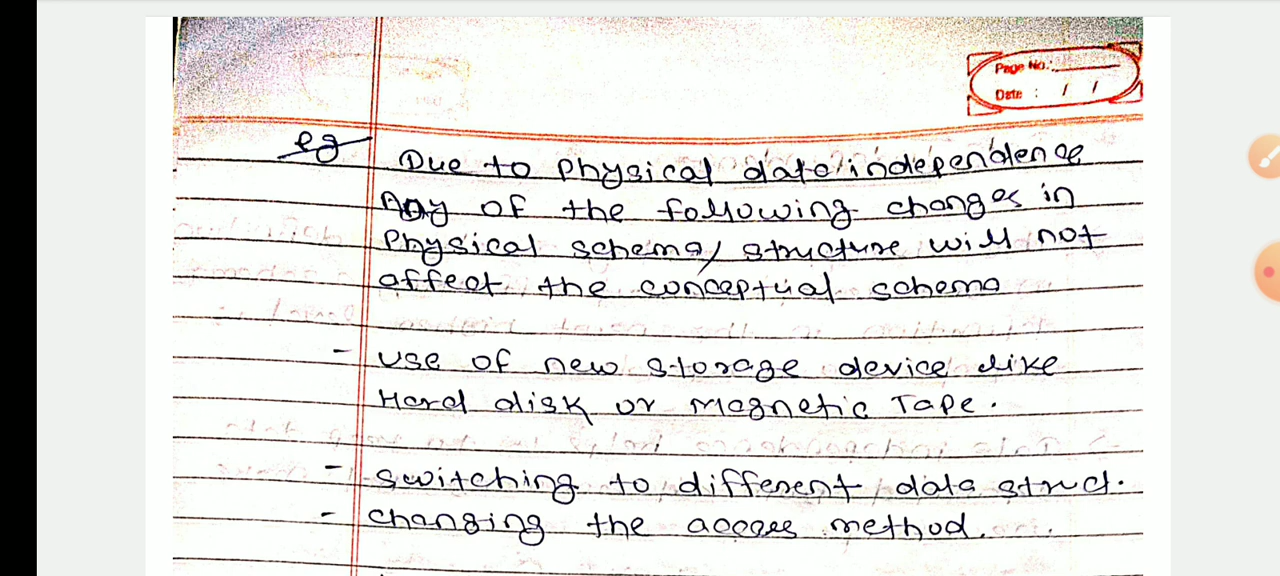 Page No.:
Date : / /
eg
Due to Physical data independence
Any of the following changes in
Physical schema/ structure will not
affect the conceptual schema
- use of new storage device like
Hard disk or Magnetic Tape.
- switching to different data struct.
- changing the access method.